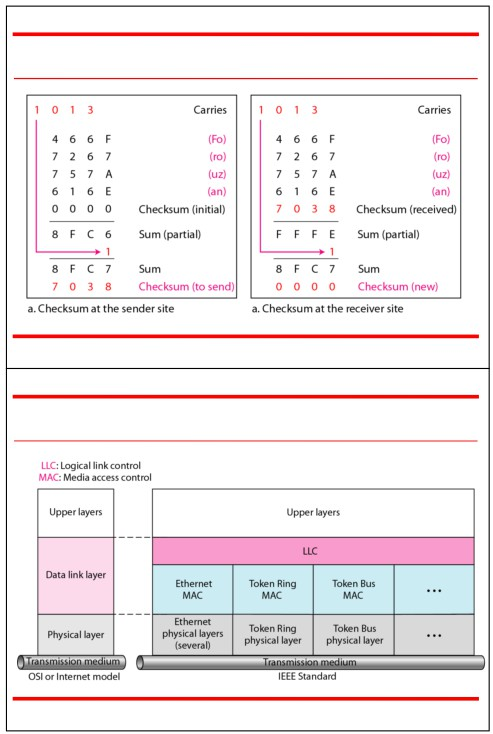 1 0 1 3 Carries
4 6 6 F (Fo)
7 2 6 7 (ro)
7 5 7 A (uz)
6 1 6 E (an)
0 0 0 0 Checksum (initial)
8 F C 6 Sum (partial)
1
8 F C 7 Sum
7 0 3 8 Checksum (to send)
a. Checksum at the sender site
1 0 1 3 Carries
4 6 6 F (Fo)
7 2 6 7 (ro)
7 5 7 A (uz)
6 1 6 E (an)
7 0 3 8 Checksum (received)
F F F E Sum (partial)
1
8 F C 7 Sum
0 0 0 0 Checksum (new)
a. Checksum at the receiver site
LLC: Logical link control
MAC: Media access control
Upper layers
Data link layer
Physical layer
Transmission medium
OSI or Internet model
Upper layers
LLC
Ethernet
MAC
Token Ring
MAC
Token Bus
MAC
•••
Ethernet
physical layers
(several)
Token Ring
physical layer
Token Bus
physical layer
•••
Transmission medium
IEEE Standard